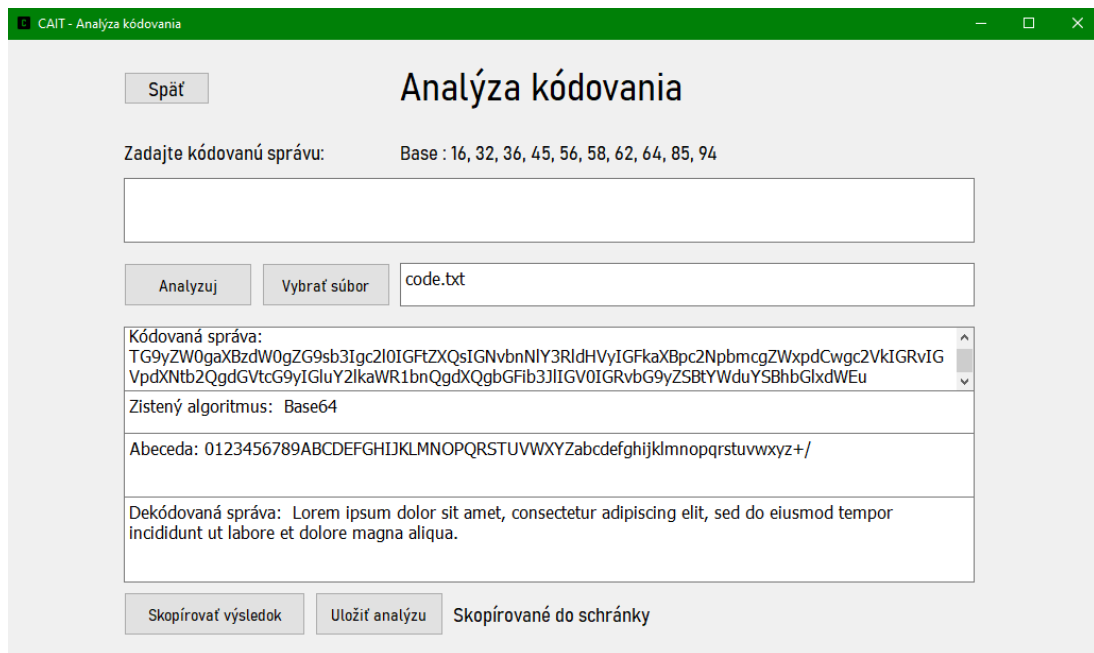 CAIT - Analýza kódovania
Späť
Analýza kódovania
Zadajte kódovanú správu:
Base : 16, 32, 36, 45, 56, 58, 62, 64, 85, 94
Analyzuj
Vybrať súbor
code.txt
Kódovaná správa:
TG9yZW0gaXBzdW0gZG9sb3Igc2l0IGFtZXQsIGNvbnNlY3RldHVyIGFkaXBpc2NpbmcgZWxpdCwgc2VkIGRvIG
VpdXNtb2QgdGVtcG9yIGluY2lkaWR1bnQgdXQgbGFib3JlIGV0IGRvbG9yZSBtYWduYSBhbGlxdWEu
Zistený algoritmus: Base64
Abeceda: 0123456789ABCDEFGHIJKLMNOPQRSTUVWXYZabcdefghijklmnopqrstuvwxyz+/
Dekódovaná správa: Lorem ipsum dolor sit amet, consectetur adipiscing elit, sed do eiusmod tempor
incididunt ut labore et dolore magna aliqua.
Skopírovať výsledok
Uložiť analýzu
Skopírované do schránky